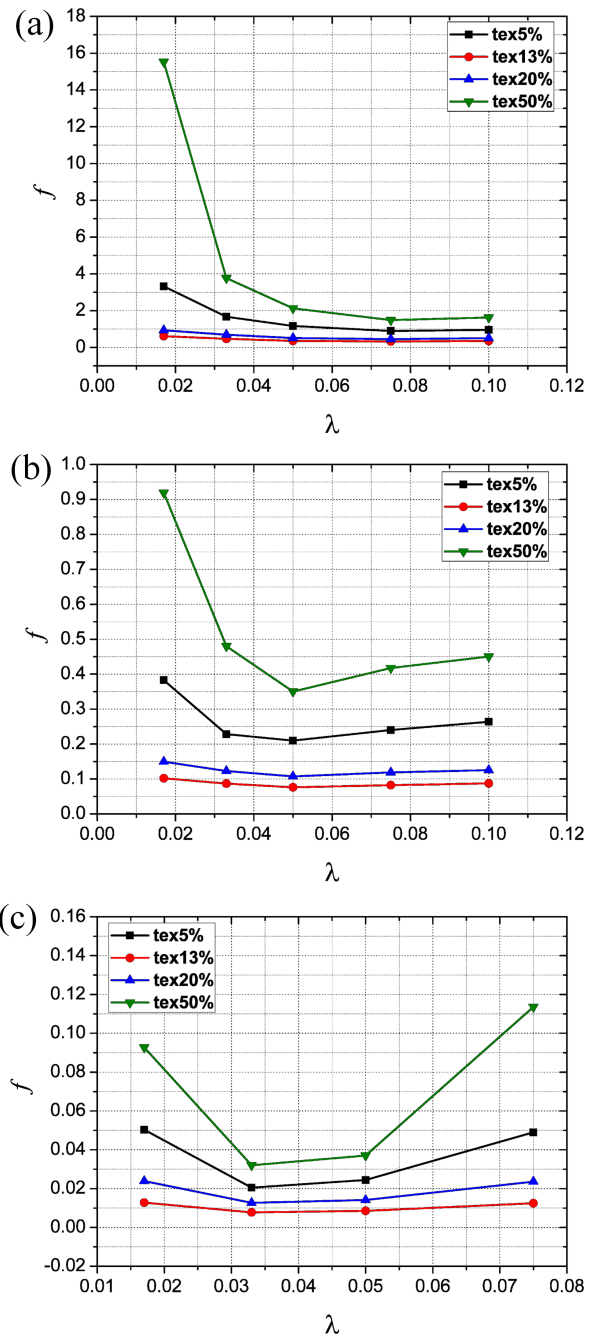 (a)
18
16
14
12
10
8
6
4
2
0
f
tex5%
tex13%
tex20%
tex50%
0.00 0.02 0.04 0.06 0.08 0.10 0.12
λ
(b)
1.0
0.9
0.8
0.7
0.6
0.5
0.4
0.3
0.2
0.1
0.0
f
tex5%
tex13%
tex20%
tex50%
0.00 0.02 0.04 0.06 0.08 0.10 0.12
λ
(c)
0.16
0.14
0.12
0.10
0.08
0.06
0.04
0.02
0.00
-0.02
f
tex5%
tex13%
tex20%
tex50%
0.01 0.02 0.03 0.04 0.05 0.06 0.07 0.08
λ